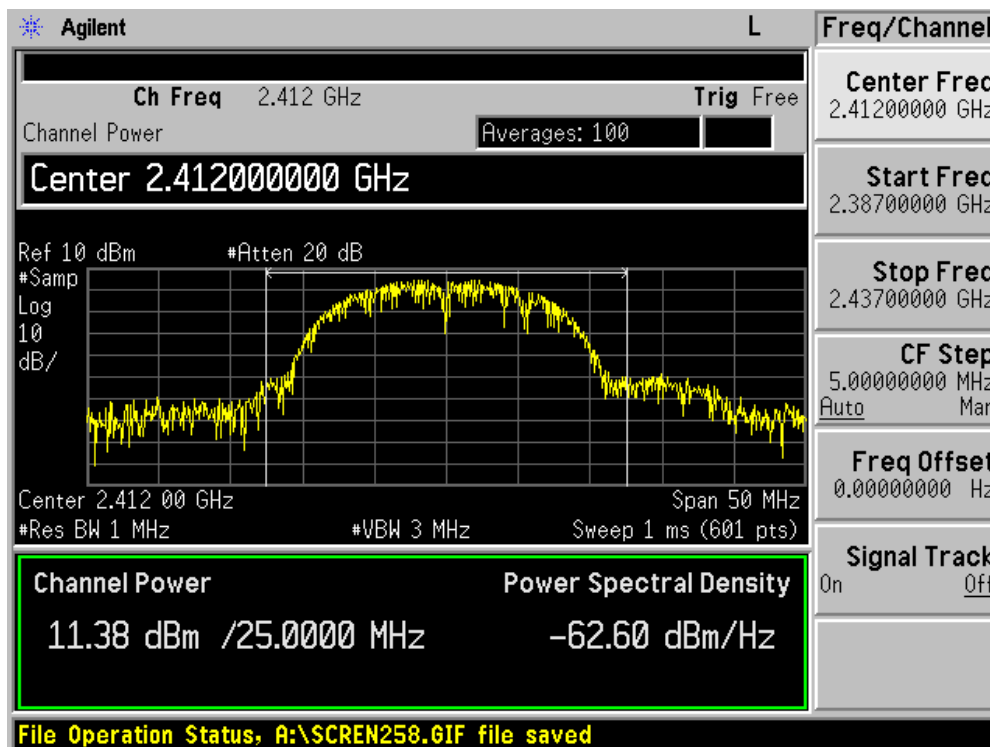 Agilent L Freq/Channel
Ch Freq 2.412 GHz Trig Free
Channel Power Averages: 100
Center 2.412000000 GHz
Ref 10 dBm #Atten 20 dB
#Samp
Log
10
dB/
Center 2.412 00 GHz Span 50 MHz
#Res BW 1 MHz #VBW 3 MHz Sweep 1 ms (601 pts)
Channel Power Power Spectral Density
11.38 dBm /25.0000 MHz -62.60 dBm/Hz
File Operation Status, A:\SCREN258.GIF file saved
Center Freq
2.41200000 GHz
Start Freq
2.38700000 GHz
Stop Freq
2.43700000 GHz
CF Step
5.00000000 MHz
Auto Man
Freq Offset
0.00000000 Hz
Signal Track
On Off